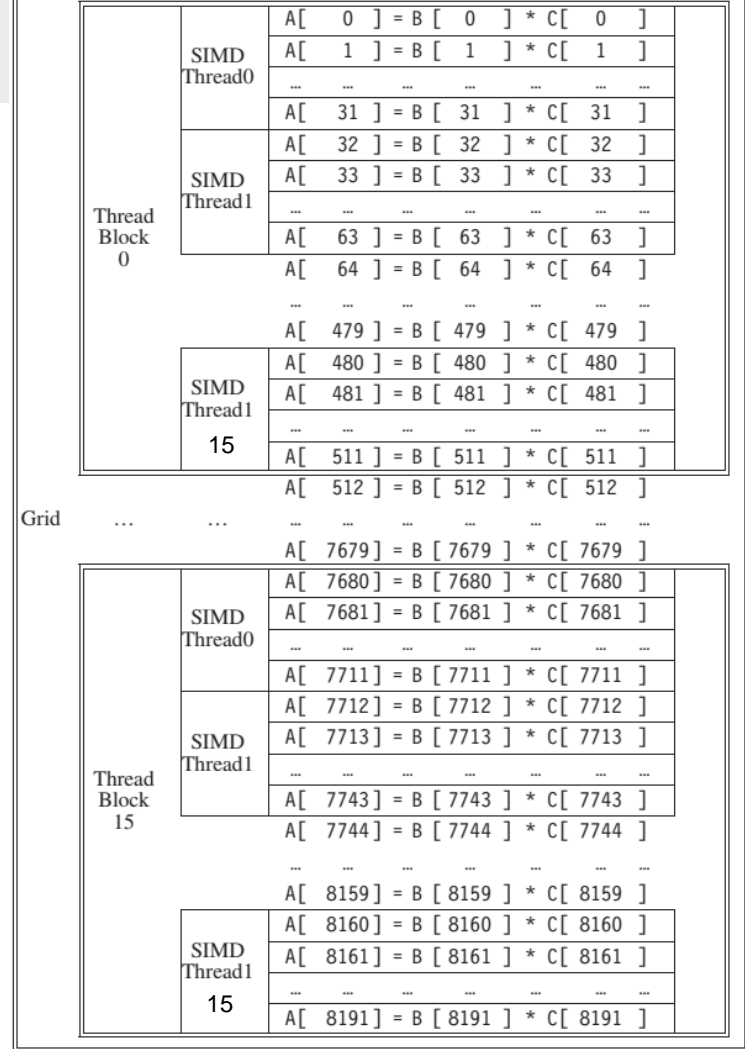 A[ 0 ] = B [ 0 ] * C[ 0 ]
SIMD Thread0
A[ 1 ] = B [ 1 ] * C[ 1 ]
... ... ... ... ... ... ...
A[ 31 ] = B [ 31 ] * C[ 31 ]
A[ 32 ] = B [ 32 ] * C[ 32 ]
SIMD Thread1
A[ 33 ] = B [ 33 ] * C[ 33 ]
... ... ... ... ... ... ...
Thread Block 0
A[ 63 ] = B [ 63 ] * C[ 63 ]
A[ 64 ] = B [ 64 ] * C[ 64 ]
... ... ... ... ... ... ...
A[ 479 ] = B [ 479 ] * C[ 479 ]
A[ 480 ] = B [ 480 ] * C[ 480 ]
SIMD Thread1
15
A[ 481 ] = B [ 481 ] * C[ 481 ]
... ... ... ... ... ... ...
A[ 511 ] = B [ 511 ] * C[ 511 ]
A[ 512 ] = B [ 512 ] * C[ 512 ]
Grid ... ... ... ... ... ... ... ... ...
A[ 7679] = B [ 7679 ] * C[ 7679 ]
A[ 7680] = B [ 7680 ] * C[ 7680 ]
SIMD Thread0
A[ 7681] = B [ 7681 ] * C[ 7681 ]
... ... ... ... ... ... ...
A[ 7711] = B [ 7711 ] * C[ 7711 ]
A[ 7712] = B [ 7712 ] * C[ 7712 ]
SIMD Thread1
A[ 7713] = B [ 7713 ] * C[ 7713 ]
... ... ... ... ... ... ...
Thread Block 15
A[ 7743] = B [ 7743 ] * C[ 7743 ]
A[ 7744] = B [ 7744 ] * C[ 7744 ]
... ... ... ... ... ... ...
A[ 8159] = B [ 8159 ] * C[ 8159 ]
A[ 8160] = B [ 8160 ] * C[ 8160 ]
SIMD Thread1
15
A[ 8161] = B [ 8161 ] * C[ 8161 ]
... ... ... ... ... ... ...
A[ 8191] = B [ 8191 ] * C[ 8191 ]